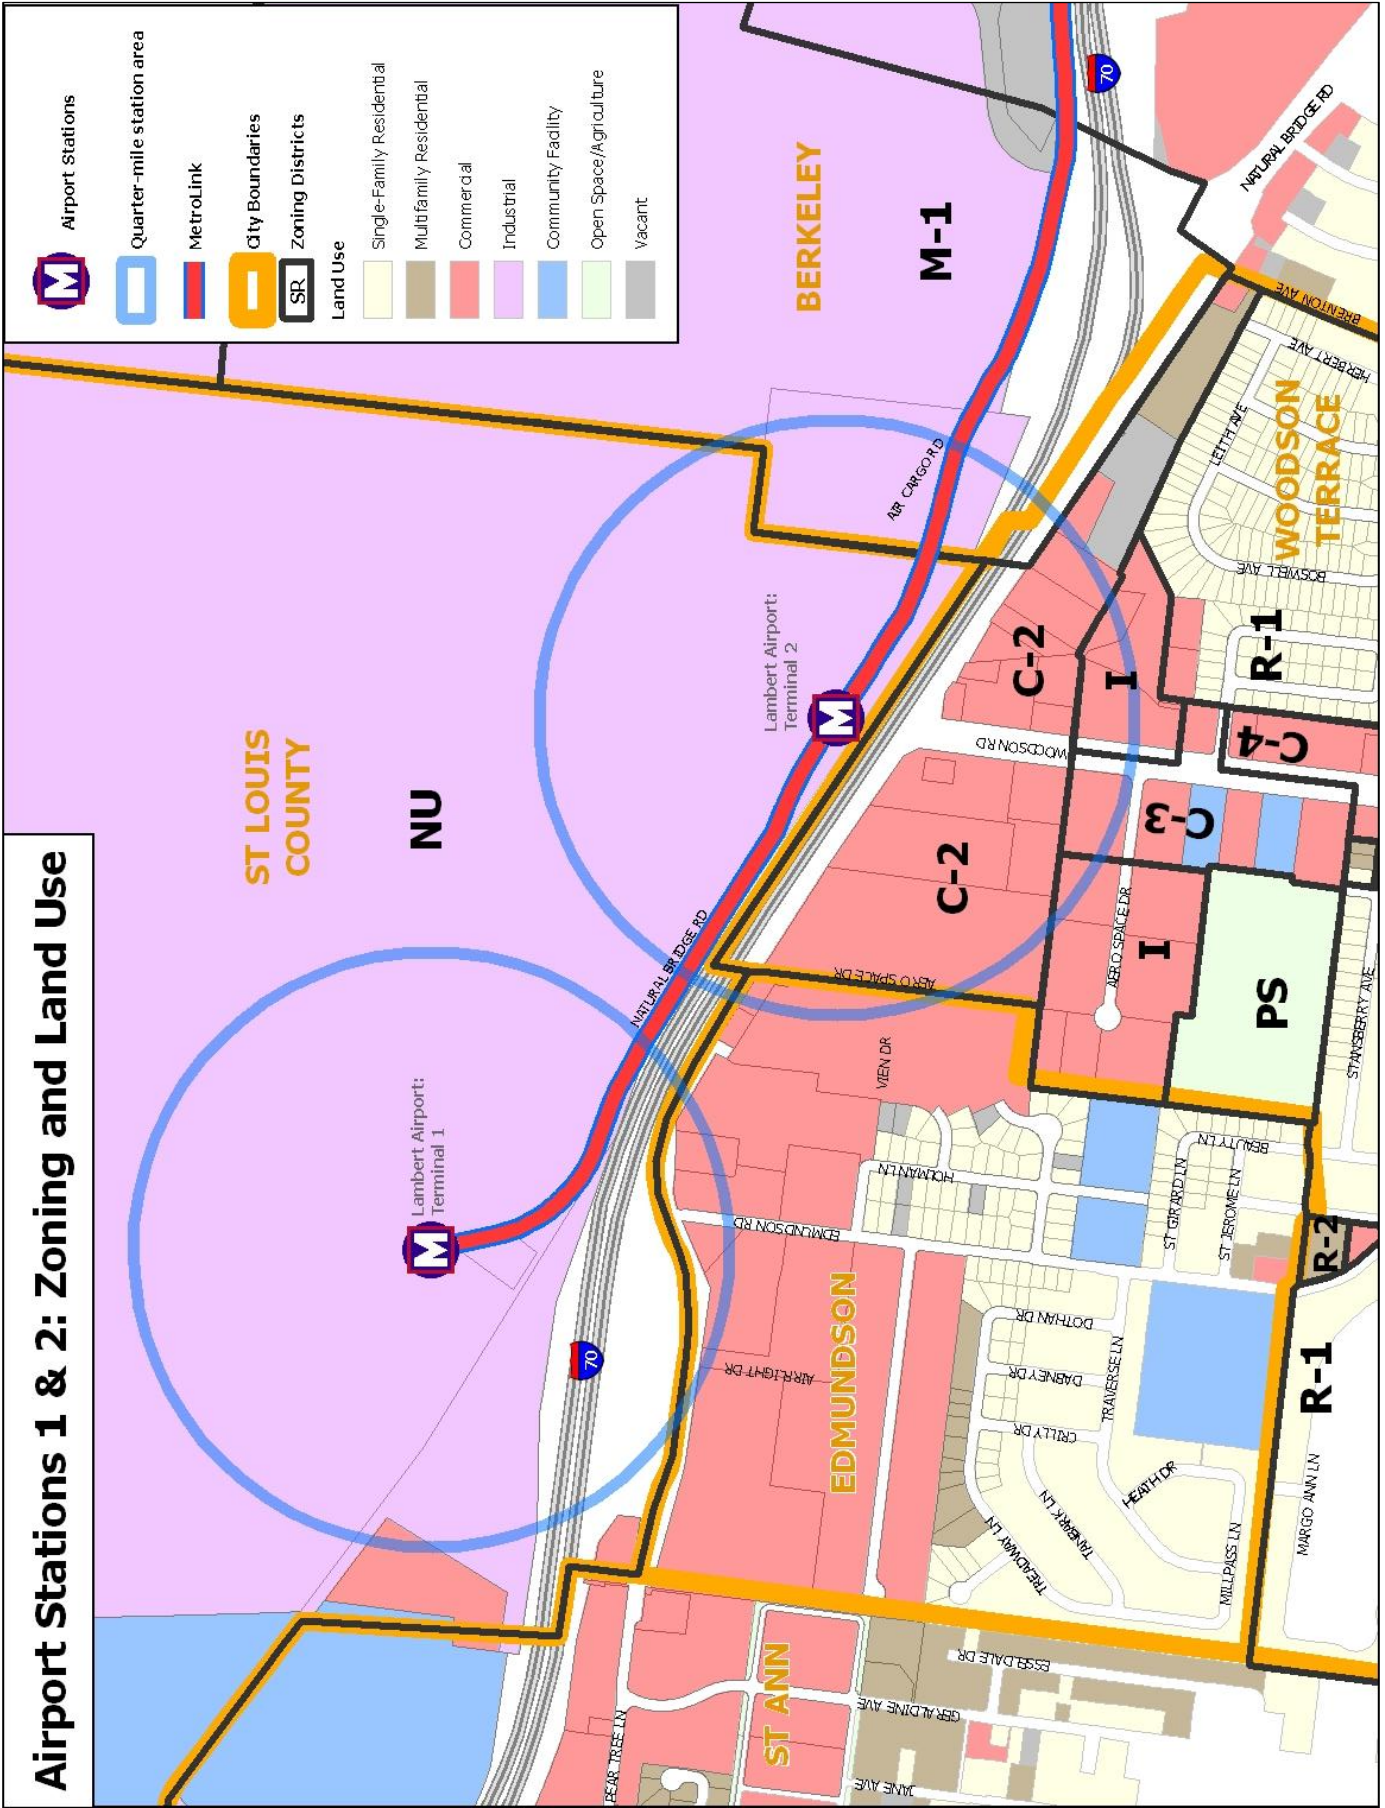 Airport Stations 1 & 2: Zoning and Land Use
M
Airport Stations
Quarter-mile station area
MetroLink
City Boundaries
SR
Zoning Districts
Land Use
Single-Family Residential
Multifamily Residential
Commercial
Industrial
Community Facility
Open Space/Agriculture
Vacant
ST LOUIS
COUNTY
NU
BERKELEY
M-1
70
NATURAL BRIDGE RD
Lambert Airport:
Terminal 1
M
Lambert Airport:
Terminal 2
M
AIR CARGO RD
NATURAL BRIDGE RD
70
BRENTON AVE
HERBERT AVE
LEITH AVE
WOODSON
TERRACE
BOSWELL AVE
R-1
C-2
I
WOODSON RD
C-4
C-3
C-2
AERO SPACE DR
AERO SPACE DR
I
PS
STANSBERRY AVE
VIEN DR
HOLMAN LN
EDMUNDSON RD
BEAUTY LN
ST GIRARD LN
ST JEROME LN
R-2
R-1
EDMUNDSON
AIRFLIGHT DR
DOTHAN DR
DABNEY DR
CRILLY DR
TRAVERSE LN
HEATH DR
TANBARK LN
TREADWAY LN
MILLPASS LN
MARGO ANN LN
ST ANN
PEAR TREE LN
ESSELDALE DR
GERALDINE AVE
JANE AVE